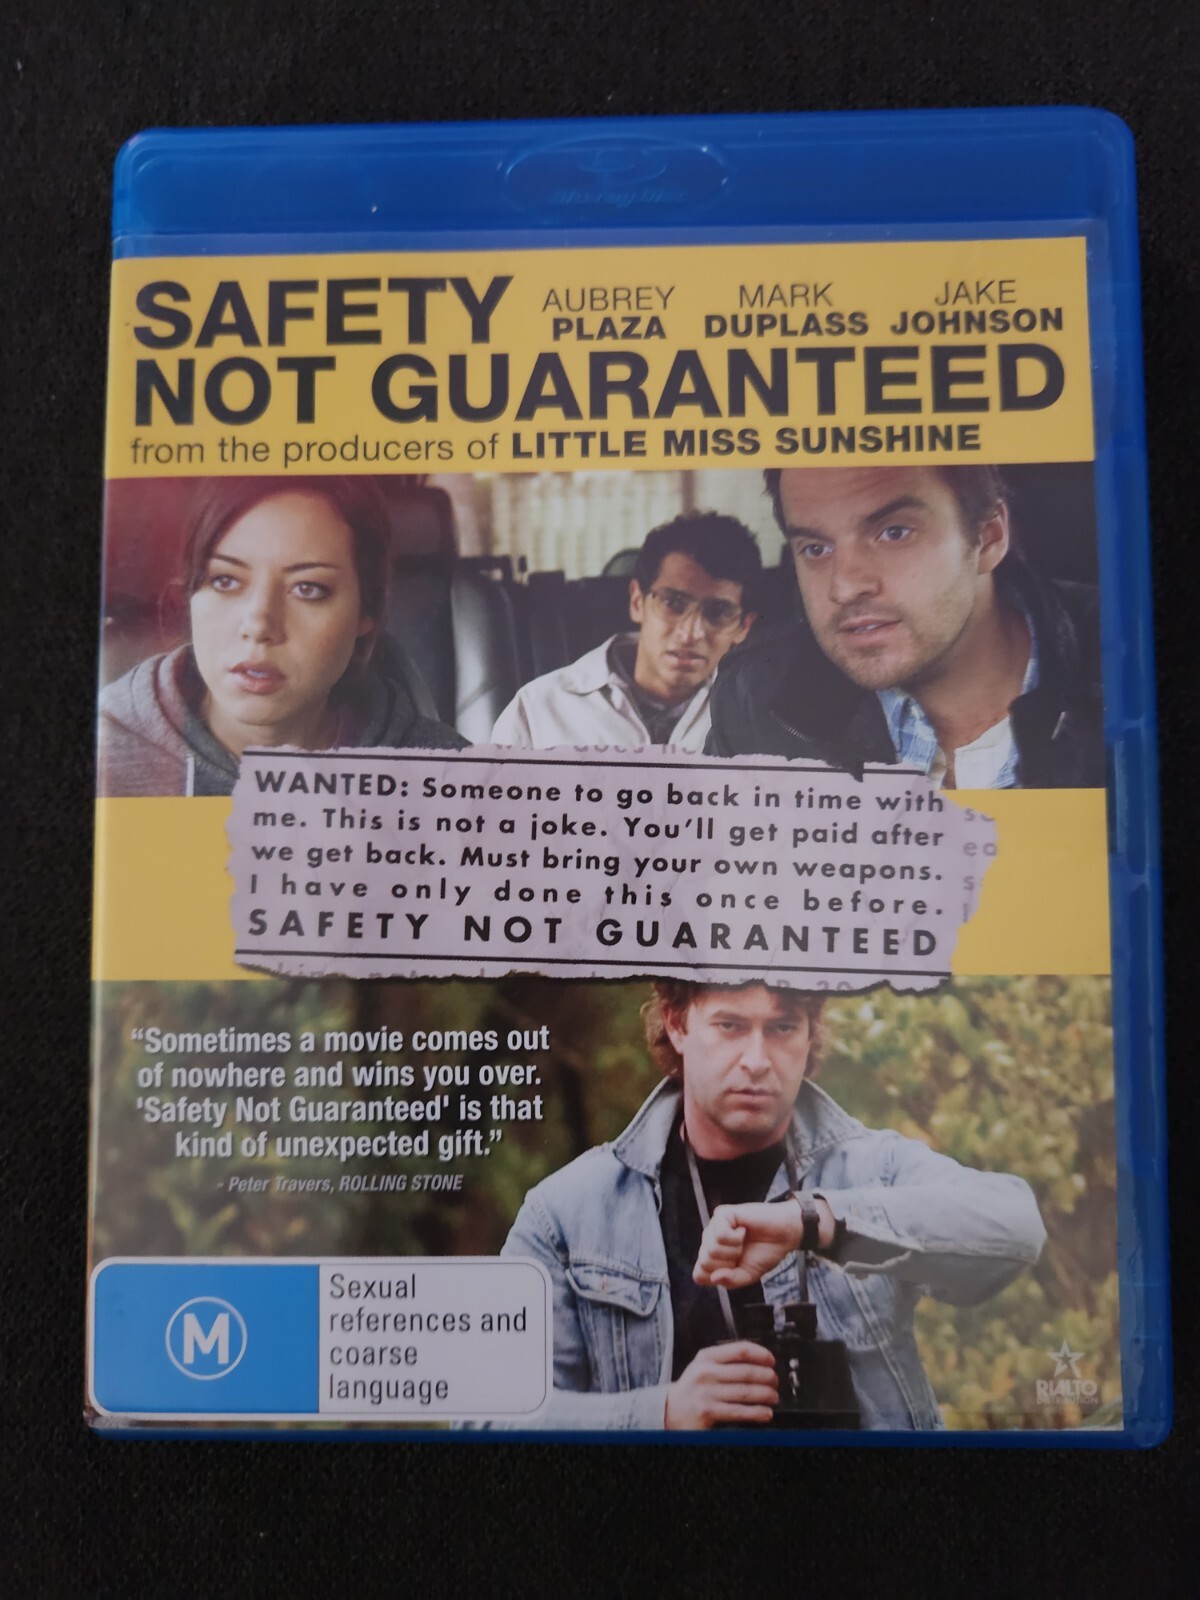 Blu-ray Disc
SAFETY
NOT GUARANTEED
AUBREY PLAZA
MARK DUPLASS
JAKE JOHNSON
from the producers of LITTLE MISS SUNSHINE
WANTED: Someone to go back in time with
me. This is not a joke. You'll get paid after
we get back. Must bring your own weapons.
I have only done this once before.
SAFETY NOT GUARANTEED
“Sometimes a movie comes out
of nowhere and wins you over.
'Safety Not Guaranteed' is that
kind of unexpected gift.”
- Peter Travers, ROLLING STONE
M
Sexual
references and
coarse
language
RIALTO
DISTRIBUTION